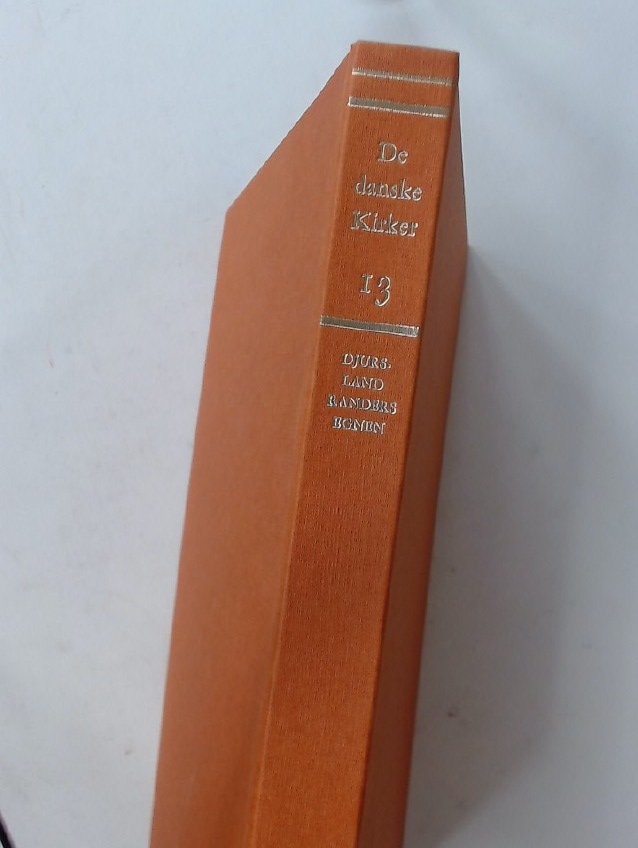 De
danske
Kirker
13
DJURS-
LAND
RANDERS
EGNEN